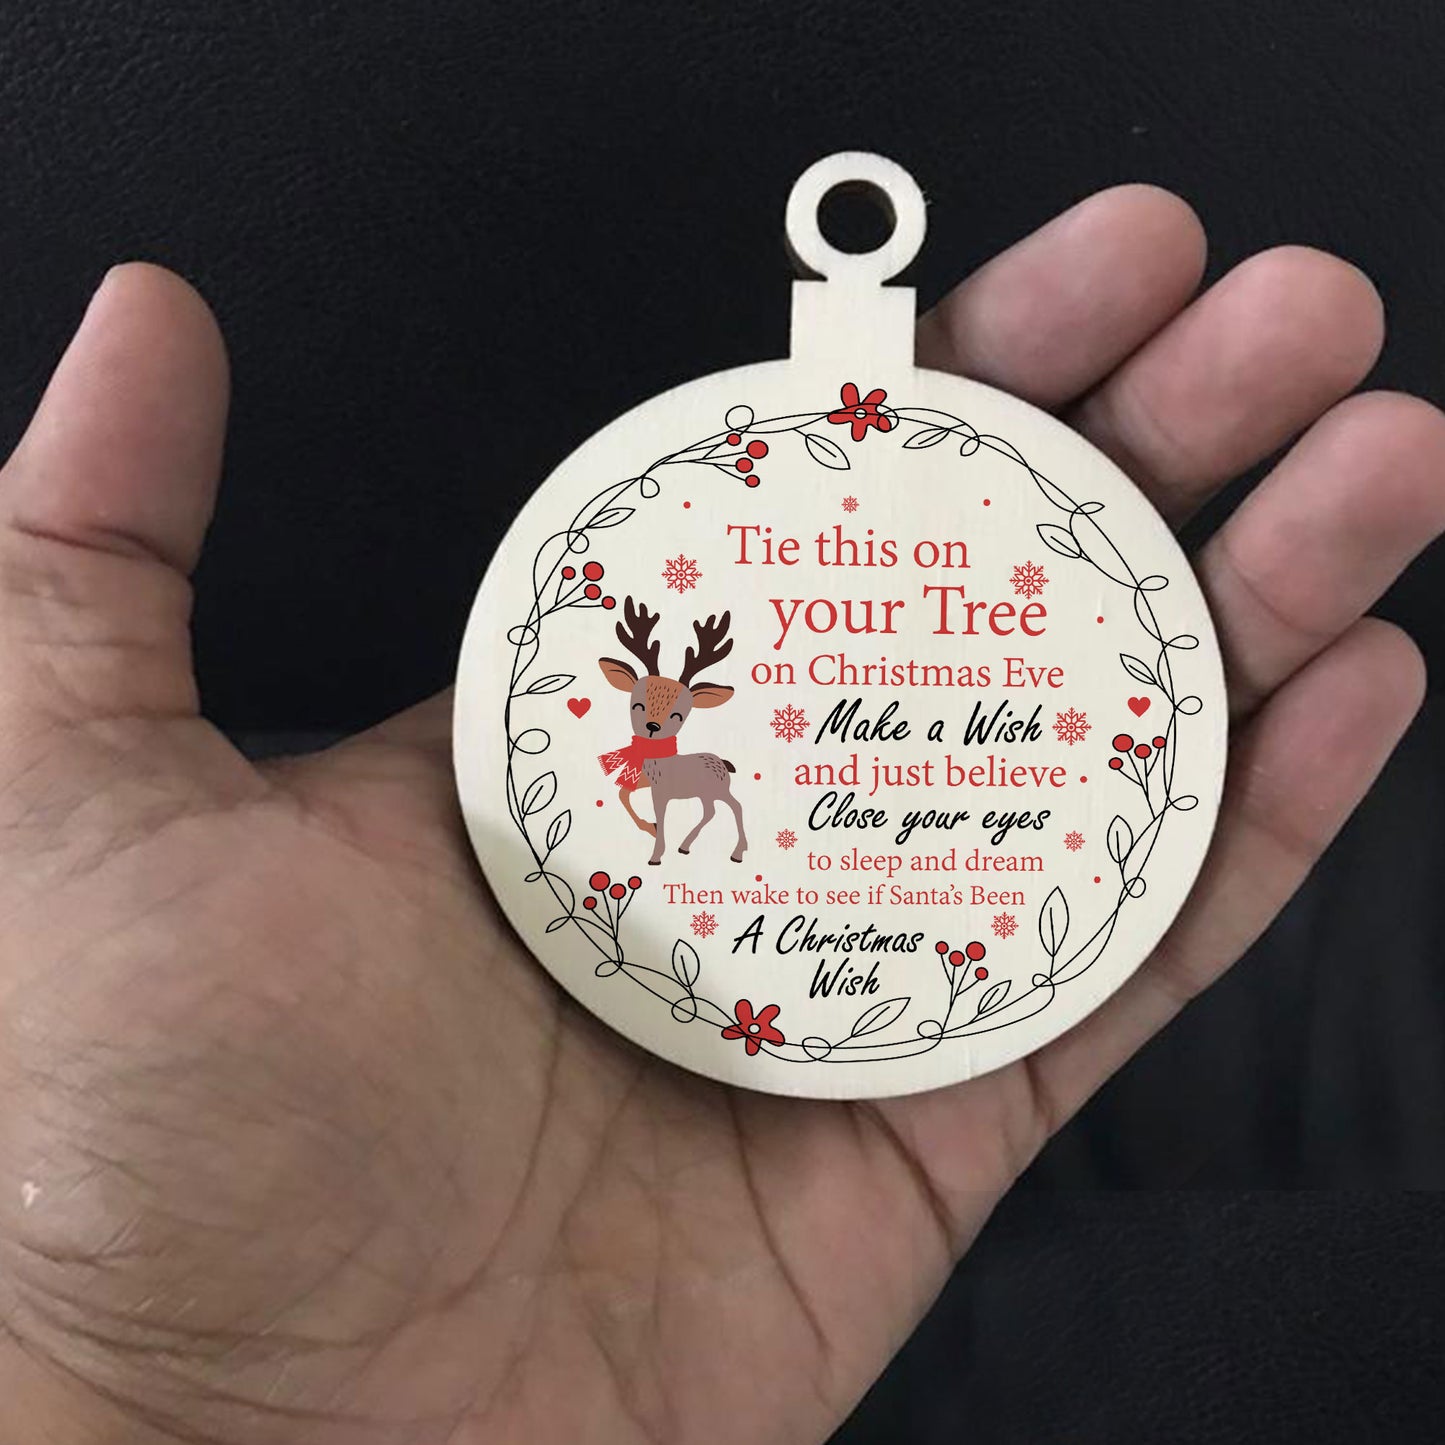 Tie this on
your Tree
on Christmas Eve
Make a Wish
and just believe
Close your eyes
to sleep and dream
Then wake to see if Santa's Been
A Christmas
Wish